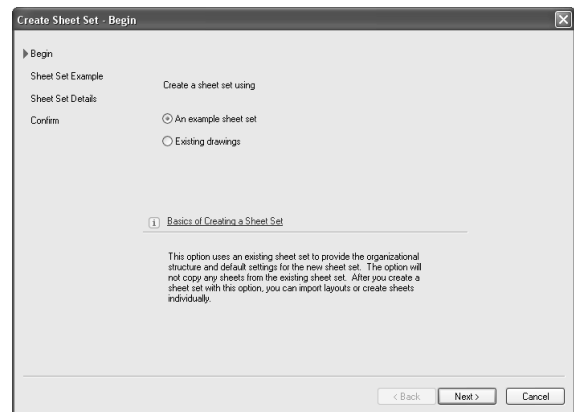 Create Sheet Set - Begin
Begin
Sheet Set Example
Sheet Set Details
Confirm
Create a sheet set using
An example sheet set
Existing drawings
Basics of Creating a Sheet Set
This option uses an existing sheet set to provide the organizational
structure and default settings for the new sheet set. The option will
not copy any sheets from the existing sheet set. After you create a
sheet set with this option, you can import layouts or create sheets
individually.
< Back
Next >
Cancel